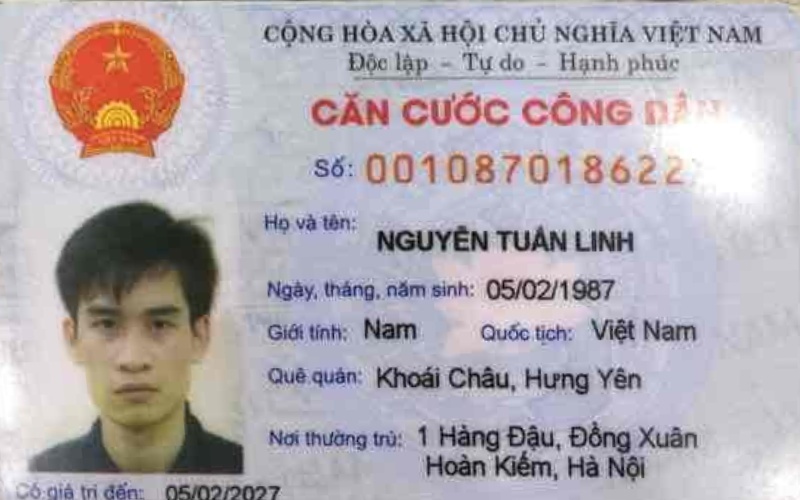 CỘNG HÒA XÃ HỘI CHỦ NGHĨA VIỆT NAM
Độc lập - Tự do - Hạnh phúc
CĂN CƯỚC CÔNG DÂN
Số: 001087018622
Họ và tên: NGUYỄN TUẤN LINH
Ngày, tháng, năm sinh: 05/02/1987
Giới tính: Nam Quốc tịch: Việt Nam
Quê quán: Khoái Châu, Hưng Yên
Nơi thường trú: 1 Hàng Đậu, Đồng Xuân
Hoàn Kiếm, Hà Nội
Có giá trị đến: 05/02/2027